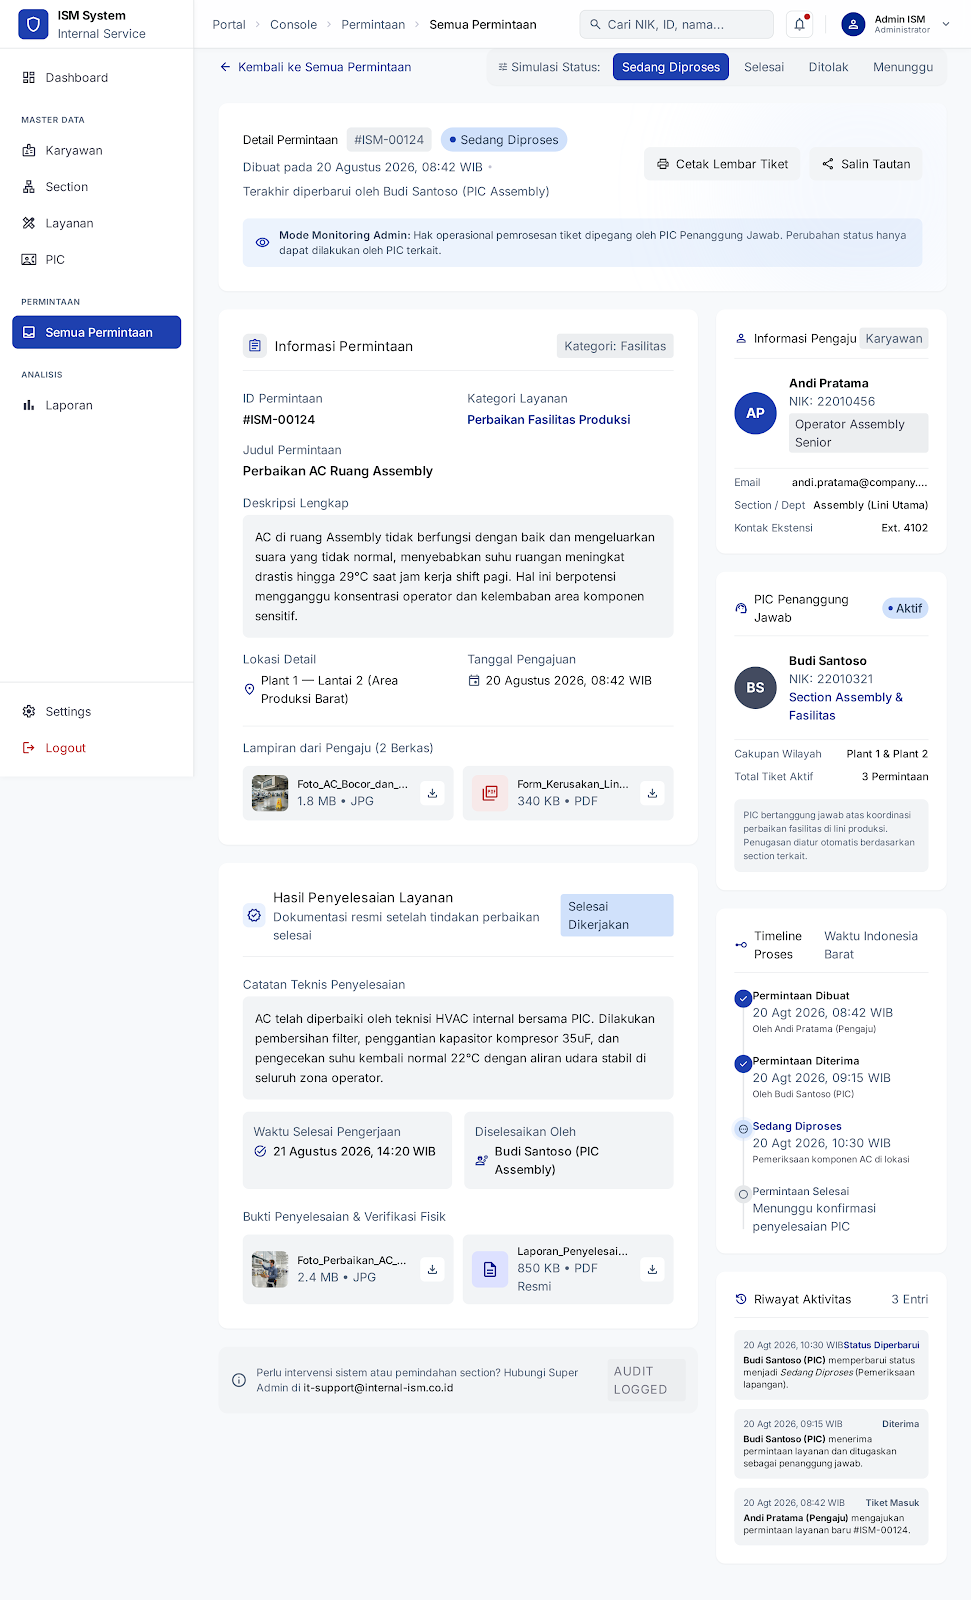 ISM System
Internal Service
Portal
Console
Permintaan
Semua Permintaan
Cari NIK, ID, nama...
Admin ISM
Administrator
Dashboard
MASTER DATA
Karyawan
Section
Layanan
PIC
PERMINTAAN
Semua Permintaan
ANALISIS
Laporan
Settings
Logout
Kembali ke Semua Permintaan
Simulasi Status:
Sedang Diproses
Selesai
Ditolak
Menunggu
Detail Permintaan
#ISM-00124
• Sedang Diproses
Dibuat pada 20 Agustus 2026, 08:42 WIB •
Terakhir diperbarui oleh Budi Santoso (PIC Assembly)
Cetak Lembar Tiket
Salin Tautan
Mode Monitoring Admin: Hak operasional pemrosesan tiket dipegang oleh PIC Penanggung Jawab. Perubahan status hanya
dapat dilakukan oleh PIC terkait.
Informasi Permintaan
Kategori: Fasilitas
ID Permintaan
#ISM-00124
Kategori Layanan
Perbaikan Fasilitas Produksi
Judul Permintaan
Perbaikan AC Ruang Assembly
Deskripsi Lengkap
AC di ruang Assembly tidak berfungsi dengan baik dan mengeluarkan
suara yang tidak normal, menyebabkan suhu ruangan meningkat
drastis hingga 29°C saat jam kerja shift pagi. Hal ini berpotensi
mengganggu konsentrasi operator dan kelembaban area komponen
sensitif.
Lokasi Detail
Plant 1 — Lantai 2 (Area
Produksi Barat)
Tanggal Pengajuan
20 Agustus 2026, 08:42 WIB
Lampiran dari Pengaju (2 Berkas)
Foto_AC_Bocor_dan_...
1.8 MB • JPG
PDF
Form_Kerusakan_Lin...
340 KB • PDF
Hasil Penyelesaian Layanan
Dokumentasi resmi setelah tindakan perbaikan
selesai
Selesai
Dikerjakan
Catatan Teknis Penyelesaian
AC telah diperbaiki oleh teknisi HVAC internal bersama PIC. Dilakukan
pembersihan filter, penggantian kapasitor kompresor 35uF, dan
pengecekan suhu kembali normal 22°C dengan aliran udara stabil di
seluruh zona operator.
Waktu Selesai Pengerjaan
21 Agustus 2026, 14:20 WIB
Diselesaikan Oleh
Budi Santoso (PIC
Assembly)
Bukti Penyelesaian & Verifikasi Fisik
Foto_Perbaikan_AC_...
2.4 MB • JPG
Laporan_Penyelesai...
850 KB • PDF
Resmi
Perlu intervensi sistem atau pemindahan section? Hubungi Super
Admin di it-support@internal-ism.co.id
AUDIT
LOGGED
Informasi Pengaju
Karyawan
AP
Andi Pratama
NIK: 22010456
Operator Assembly
Senior
Email
andi.pratama@company....
Section / Dept
Assembly (Lini Utama)
Kontak Ekstensi
Ext. 4102
PIC Penanggung
Jawab
• Aktif
BS
Budi Santoso
NIK: 22010321
Section Assembly &
Fasilitas
Cakupan Wilayah
Plant 1 & Plant 2
Total Tiket Aktif
3 Permintaan
PIC bertanggung jawab atas koordinasi
perbaikan fasilitas di lini produksi.
Penugasan diatur otomatis berdasarkan
section terkait.
Timeline
Proses
Waktu Indonesia
Barat
Permintaan Dibuat
20 Agt 2026, 08:42 WIB
Oleh Andi Pratama (Pengaju)
Permintaan Diterima
20 Agt 2026, 09:15 WIB
Oleh Budi Santoso (PIC)
Sedang Diproses
20 Agt 2026, 10:30 WIB
Pemeriksaan komponen AC di lokasi
Permintaan Selesai
Menunggu konfirmasi
penyelesaian PIC
Riwayat Aktivitas
3 Entri
20 Agt 2026, 10:30 WIB
Status Diperbarui
Budi Santoso (PIC) memperbarui status
menjadi Sedang Diproses (Pemeriksaan
lapangan).
20 Agt 2026, 09:15 WIB
Diterima
Budi Santoso (PIC) menerima
permintaan layanan dan ditugaskan
sebagai penanggung jawab.
20 Agt 2026, 08:42 WIB
Tiket Masuk
Andi Pratama (Pengaju) mengajukan
permintaan layanan baru #ISM-00124.